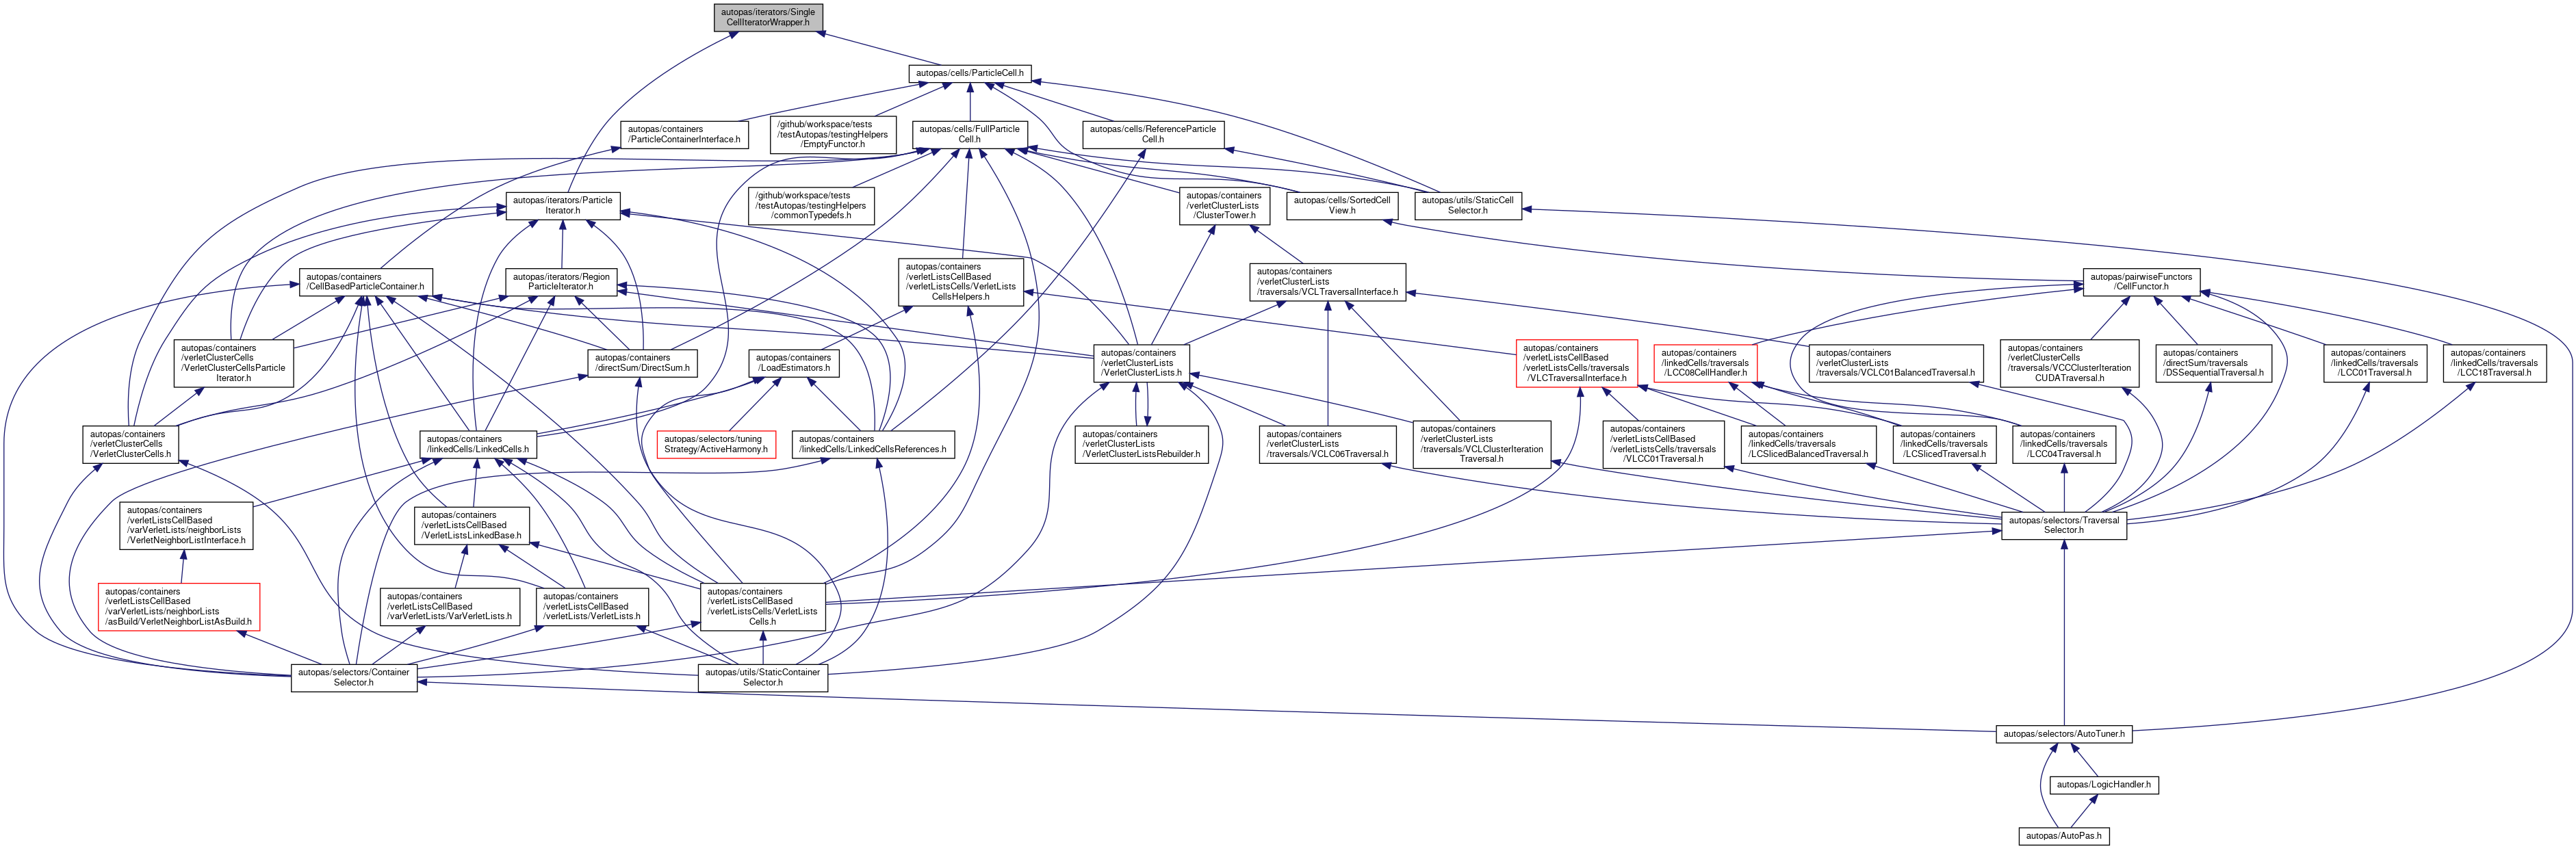 autopas/iterators/Single
CellIteratorWrapper.h
autopas/cells/ParticleCell.h
autopas/containers
/ParticleContainerInterface.h
/github/workspace/tests
/testAutopas/testingHelpers
/EmptyFunctor.h
autopas/cells/FullParticle
Cell.h
autopas/cells/ReferenceParticle
Cell.h
autopas/iterators/Particle
Iterator.h
/github/workspace/tests
/testAutopas/testingHelpers
/commonTypedefs.h
autopas/containers
/verletClusterLists
/ClusterTower.h
autopas/cells/SortedCell
View.h
autopas/utils/StaticCell
Selector.h
autopas/containers
/CellBasedParticleContainer.h
autopas/iterators/Region
ParticleIterator.h
autopas/containers
/verletListsCellBased
/verletListsCells/VerletLists
CellsHelpers.h
autopas/containers
/verletClusterLists
/traversals/VCLTraversalInterface.h
autopas/pairwiseFunctors
/CellFunctor.h
autopas/containers
/verletClusterCells
/VerletClusterCellsParticle
Iterator.h
autopas/containers
/directSum/DirectSum.h
autopas/containers
/LoadEstimators.h
autopas/containers
/verletClusterLists
/VerletClusterLists.h
autopas/containers
/verletListsCellBased
/verletListsCells/traversals
/VLCTraversalInterface.h
autopas/containers
/linkedCells/traversals
/LCC08CellHandler.h
autopas/containers
/verletClusterLists
/traversals/VCLC01BalancedTraversal.h
autopas/containers
/verletClusterCells
/traversals/VCCClusterIteration
CUDATraversal.h
autopas/containers
/directSum/traversals
/DSSequentialTraversal.h
autopas/containers
/linkedCells/traversals
/LCC01Traversal.h
autopas/containers
/linkedCells/traversals
/LCC18Traversal.h
autopas/containers
/verletClusterCells
/VerletClusterCells.h
autopas/containers
/linkedCells/LinkedCells.h
autopas/selectors/tuning
Strategy/ActiveHarmony.h
autopas/containers
/linkedCells/LinkedCellsReferences.h
autopas/containers
/verletClusterLists
/VerletClusterListsRebuilder.h
autopas/containers
/verletClusterLists
/traversals/VCLC06Traversal.h
autopas/containers
/verletClusterLists
/traversals/VCLClusterIteration
Traversal.h
autopas/containers
/verletListsCellBased
/verletListsCells/traversals
/VLCC01Traversal.h
autopas/containers
/linkedCells/traversals
/LCSlicedBalancedTraversal.h
autopas/containers
/linkedCells/traversals
/LCSlicedTraversal.h
autopas/containers
/linkedCells/traversals
/LCC04Traversal.h
autopas/containers
/verletListsCellBased
/varVerletLists/neighborLists
/VerletNeighborListInterface.h
autopas/containers
/verletListsCellBased
/VerletListsLinkedBase.h
autopas/selectors/Traversal
Selector.h
autopas/containers
/verletListsCellBased
/varVerletLists/neighborLists
/asBuild/VerletNeighborListAsBuild.h
autopas/containers
/verletListsCellBased
/varVerletLists/VarVerletLists.h
autopas/containers
/verletListsCellBased
/verletLists/VerletLists.h
autopas/containers
/verletListsCellBased
/verletListsCells/VerletLists
Cells.h
autopas/selectors/Container
Selector.h
autopas/utils/StaticContainer
Selector.h
autopas/selectors/AutoTuner.h
autopas/LogicHandler.h
autopas/AutoPas.h